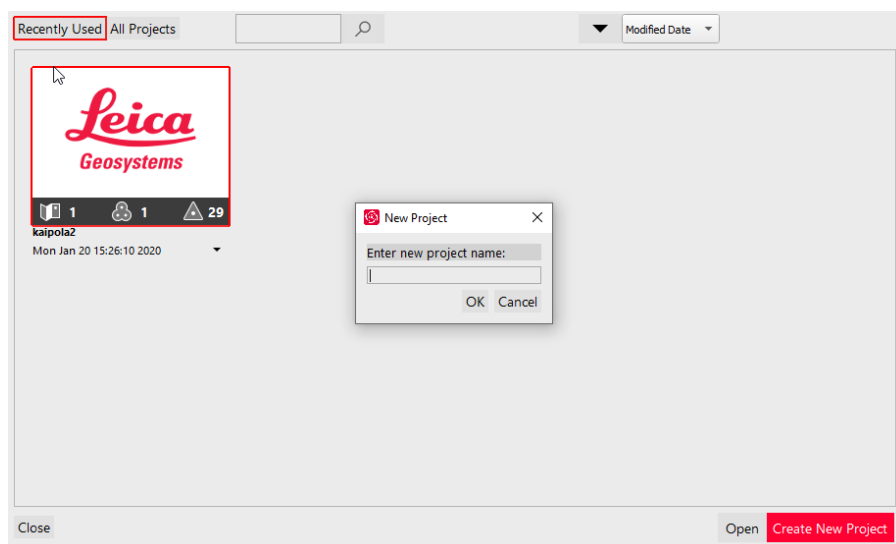 Recently Used All Projects Modified Date
Leica
Geosystems
1 1 29
kaipola2
Mon Jan 20 15:26:10 2020
New Project
Enter new project name:
OK Cancel
Close Open Create New Project